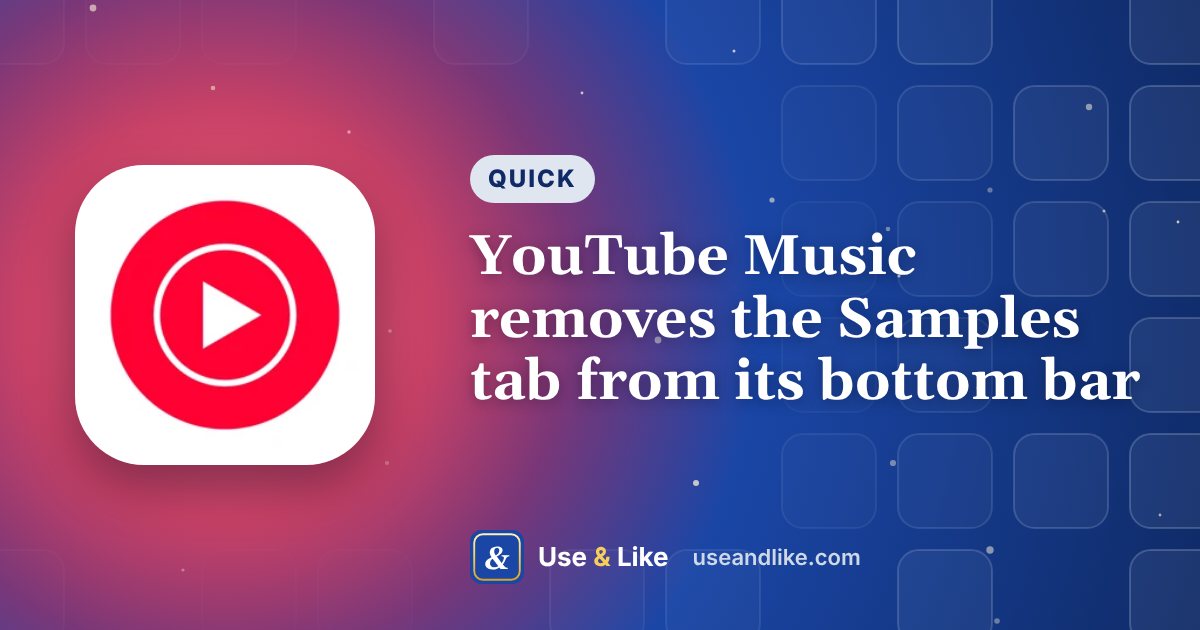 QUICK
YouTube Music
removes the Samples
tab from its bottom bar
& Use & Like useandlike.com